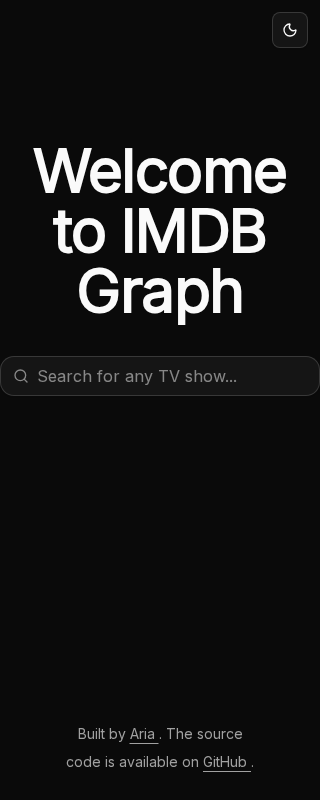 Welcome
to IMDB
Graph
Search for any TV show...
Built by Aria . The source
code is available on GitHub .